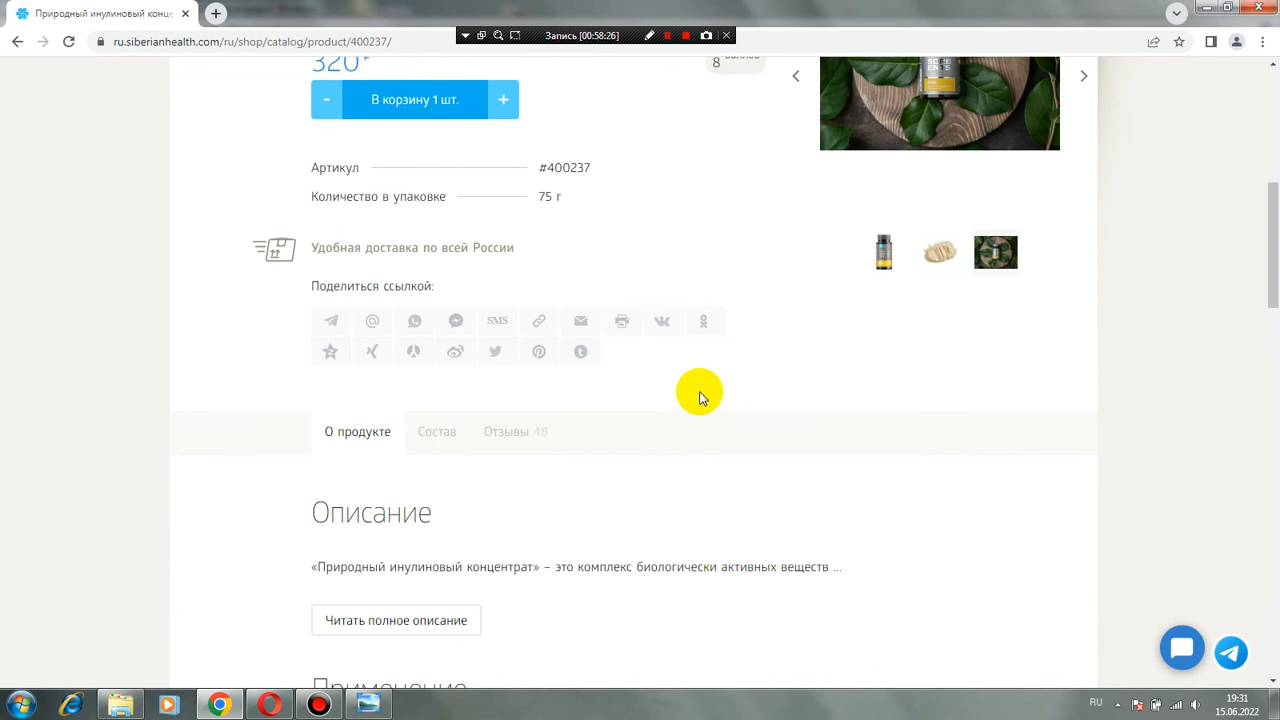 Природный инулиновый конце
Запись [00:58:26]
ru.siberianhealth.com/ru/shop/catalog/product/400237/
320 ₽
8
- В корзину 1 шт. +
Артикул #400237
Количество в упаковке 75 г
Удобная доставка по всей России
Поделиться ссылкой:
SMS
О продукте Состав Отзывы 48
Описание
«Природный инулиновый концентрат» – это комплекс биологически активных веществ ...
Читать полное описание
Применение
RU
19:31
15.06.2022